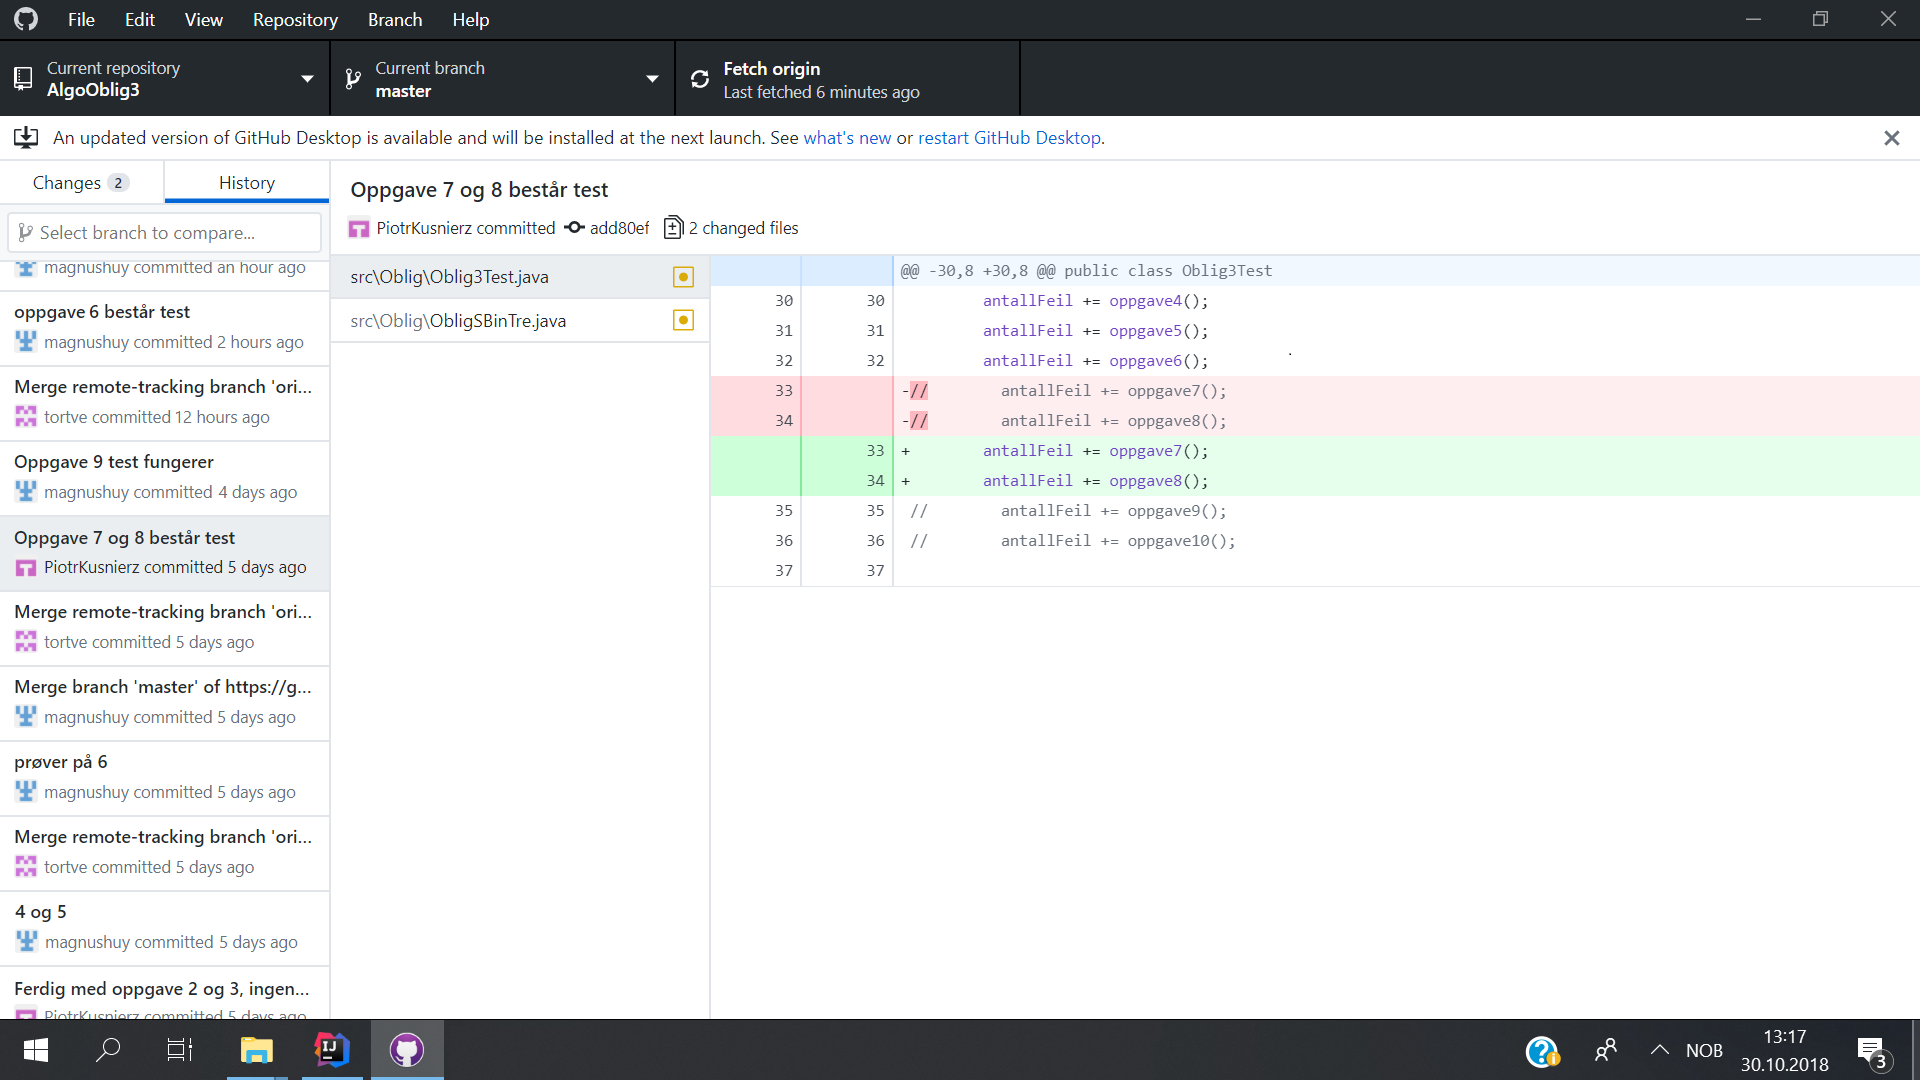 File Edit View Repository Branch Help
Current repository
AlgoOblig3
Current branch
master
Fetch origin
Last fetched 6 minutes ago
An updated version of GitHub Desktop is available and will be installed at the next launch. See what's new or restart GitHub Desktop.
Changes 2
History
Select branch to compare...
magnushuy committed an hour ago
oppgave 6 består test
magnushuy committed 2 hours ago
Merge remote-tracking branch 'ori...
tortve committed 12 hours ago
Oppgave 9 test fungerer
magnushuy committed 4 days ago
Oppgave 7 og 8 består test
PiotrKusnierz committed 5 days ago
Merge remote-tracking branch 'ori...
tortve committed 5 days ago
Merge branch 'master' of https://g...
magnushuy committed 5 days ago
prøver på 6
magnushuy committed 5 days ago
Merge remote-tracking branch 'ori...
tortve committed 5 days ago
4 og 5
magnushuy committed 5 days ago
Ferdig med oppgave 2 og 3, ingen...
PiotrKusnierz committed 5 days ago
Oppgave 7 og 8 består test
PiotrKusnierz committed add80ef 2 changed files
src\Oblig\Oblig3Test.java
src\Oblig\ObligSBinTre.java
@@ -30,8 +30,8 @@ public class Oblig3Test
30 30 antallFeil += oppgave4();
31 31 antallFeil += oppgave5();
32 32 antallFeil += oppgave6();
33 -// antallFeil += oppgave7();
34 -// antallFeil += oppgave8();
33 + antallFeil += oppgave7();
34 + antallFeil += oppgave8();
35 35 // antallFeil += oppgave9();
36 36 // antallFeil += oppgave10();
37 37
IJ
NOB
13:17
30.10.2018
3